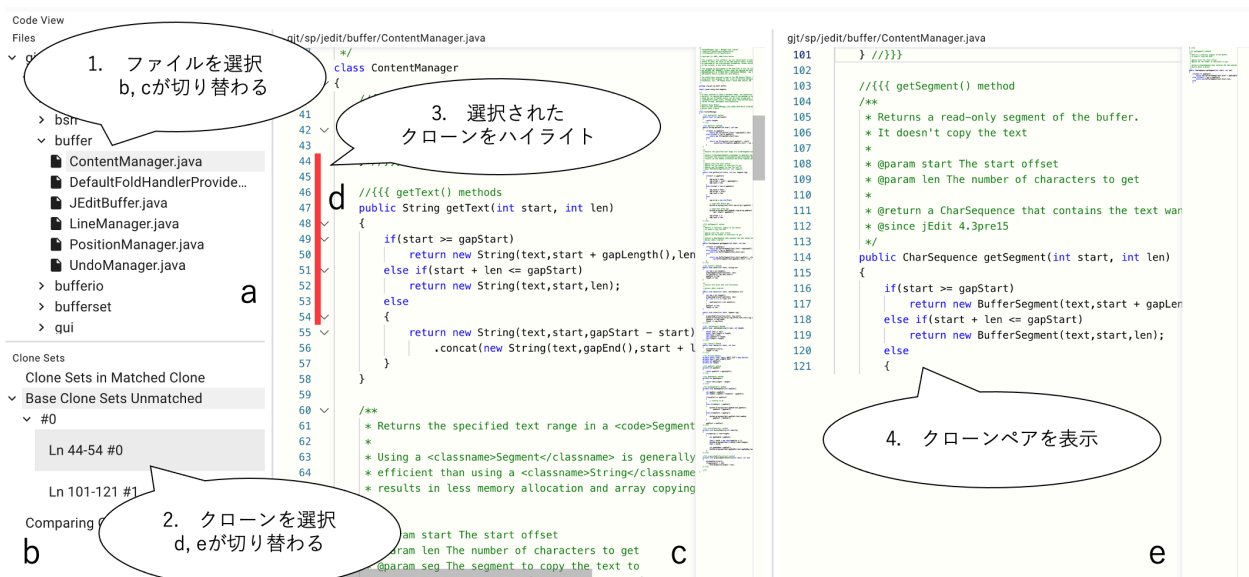 Code View
Files
1. ファイルを選択
b, cが切り替わる
bsh
buffer
ContentManager.java
DefaultFoldHandlerProvide...
JEditBuffer.java
LineManager.java
PositionManager.java
UndoManager.java
bufferio
bufferset
gui
a
Clone Sets
Clone Sets in Matched Clone
Base Clone Sets Unmatched
#0
Ln 44-54 #0
Ln 101-121 #1
Comparing
2. クローンを選択
d, eが切り替わる
b
gjt/sp/jedit/buffer/ContentManager.java
*/
class ContentManager
{
3. 選択された
クローンをハイライト
41
42
43
44
45
46 //{{{ getText() methods
47 public String getText(int start, int len)
48 {
49 if(start >= gapStart)
50 return new String(text,start + gapLength(),len
51 else if(start + len <= gapStart)
52 return new String(text,start,len);
53 else
54 {
55 return new String(text,start,gapStart - start)
56 .concat(new String(text,gapEnd(),start + l
57 }
58 }
59
60 /**
61 * Returns the specified text range in a <code>Segment
62 *
63 * Using a <classname>Segment</classname> is generally
64 * efficient than using a <classname>String</classname>
* results in less memory allocation and array copying
am start The start offset
param len The number of characters to get
@param seg The segment to copy the text to
d
c
gjt/sp/jedit/buffer/ContentManager.java
101 } //}}}
102
103 //{{{ getSegment() method
104 /**
105 * Returns a read-only segment of the buffer.
106 * It doesn't copy the text
107 *
108 * @param start The start offset
109 * @param len The number of characters to get
110 *
111 * @return a CharSequence that contains the text wan
112 * @since jEdit 4.3pre15
113 */
114 public CharSequence getSegment(int start, int len)
115 {
116 if(start >= gapStart)
117 return new BufferSegment(text,start + gapLen
118 else if(start + len <= gapStart)
119 return new BufferSegment(text,start,len);
120 else
121 {
4. クローンペアを表示
e